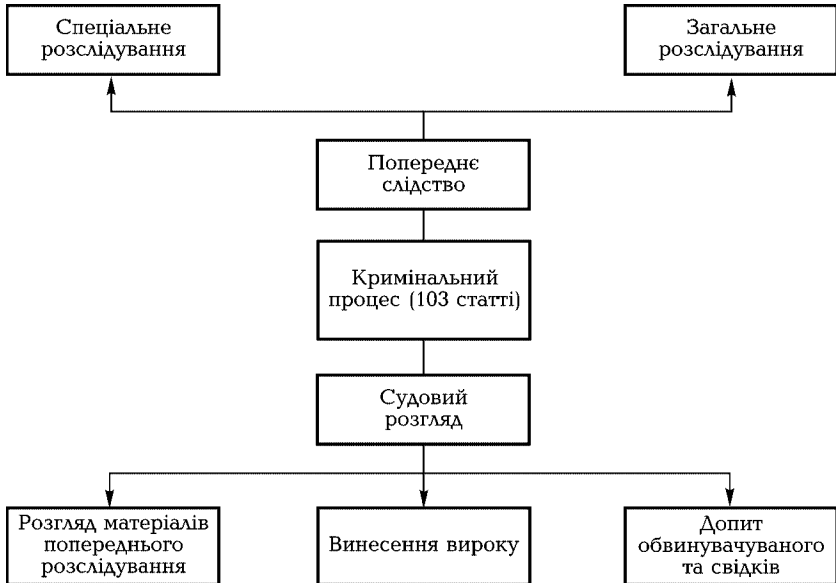 Спеціальне
розслідування
Загальне
розслідування
Попереднє
слідство
Кримінальний
процес (103 статті)
Судовий
розгляд
Розгляд матеріалів
попереднього
розслідування
Винесення вироку
Допит
обвинувачуваного
та свідків